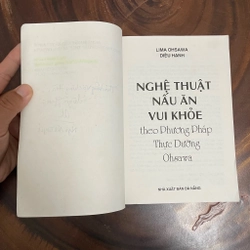 LIMA OHSAWA
DIỆU HẠNH
NGHỆ THUẬT
NẤU ĂN
VUI KHỎE
theo Phương Pháp
Thực Dưỡng
Ohsawa
NHÀ XUẤT BẢN ĐÀ NẴNG